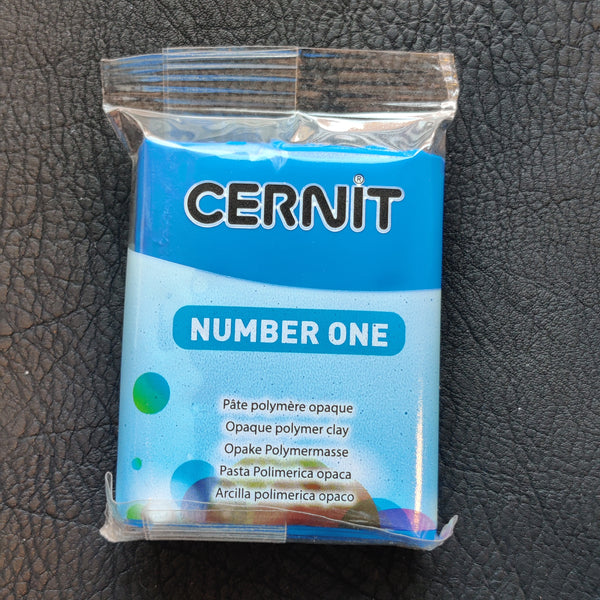 CERNiT®
NUMBER ONE
Pâte polymère opaque
Opaque polymer clay
Opake Polymermasse
Pasta Polimerica opaca
Arcilla polimerica opaco